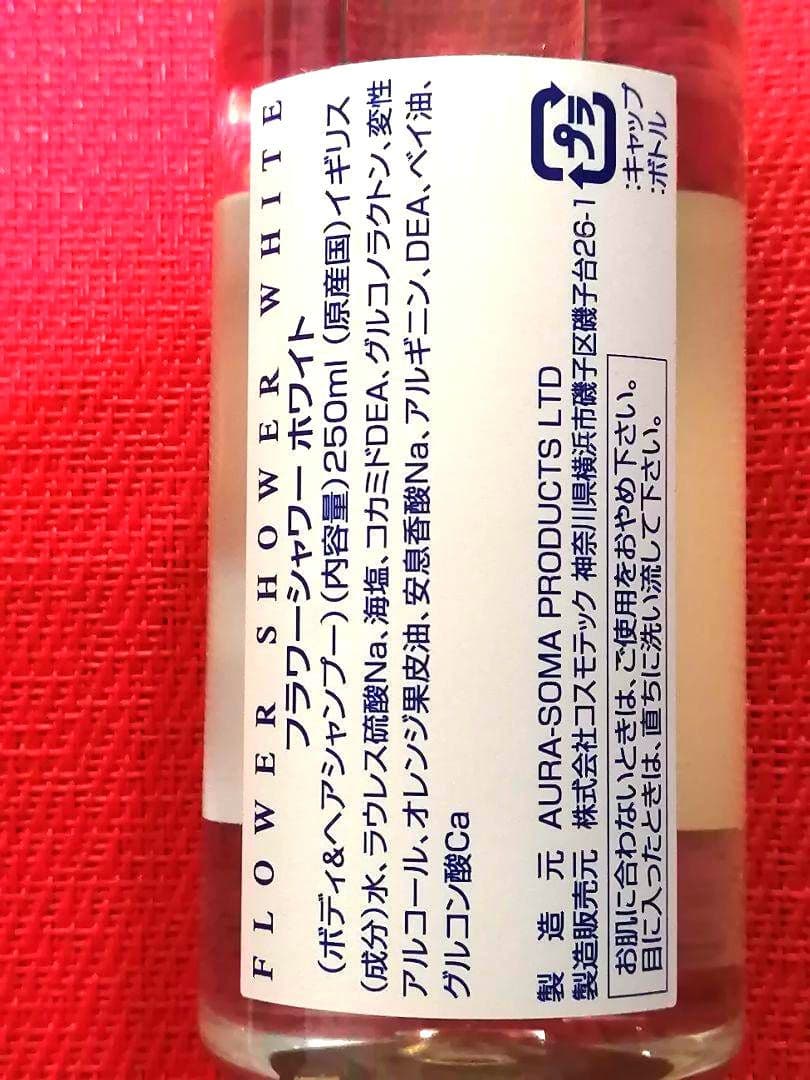 FLOWER SHOWER WHITE
フラワーシャワー ホワイト
(ボディ&ヘアシャンプー)(内容量)250ml (原産国)イギリス
(成分)水、ラウレス硫酸Na、海塩、コカミドDEA、グルコノラクトン、変性
アルコール、オレンジ果皮油、安息香酸Na、アルギニン、DEA、ベイ油、
グルコン酸Ca
製造元 AURA-SOMA PRODUCTS LTD
製造販売元 株式会社コスモテック 神奈川県横浜市磯子区磯子台26-1
お肌に合わないときは、ご使用をおやめ下さい。
目に入ったときは、直ちに洗い流して下さい。
プラ
:キャップ
:ボトル